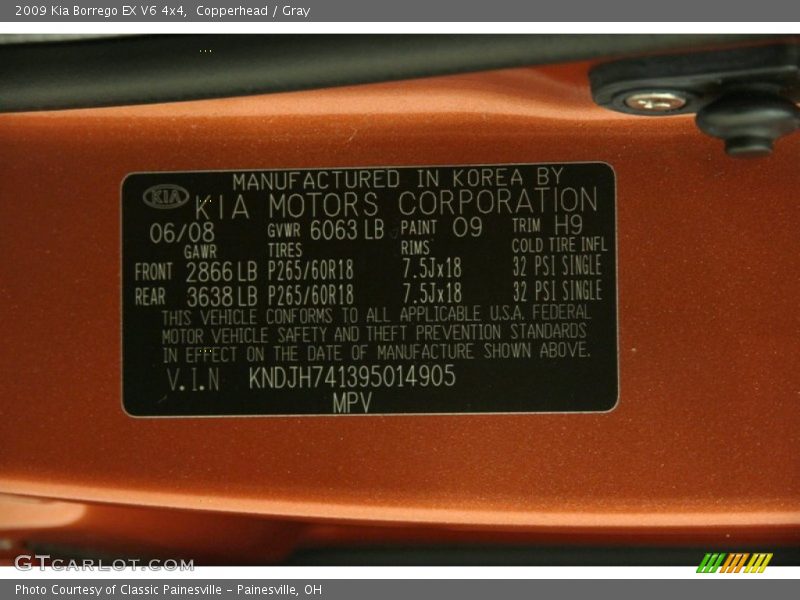 2009 Kia Borrego EX V6 4x4, Copperhead / Gray
MANUFACTURED IN KOREA BY
KIA KIA MOTORS CORPORATION
06/08 GVWR 6063 LB PAINT 09 TRIM H9
GAWR TIRES RIMS COLD TIRE INFL
FRONT 2866 LB P265/60R18 7.5Jx18 32 PSI SINGLE
REAR 3638 LB P265/60R18 7.5Jx18 32 PSI SINGLE
THIS VEHICLE CONFORMS TO ALL APPLICABLE U.S.A. FEDERAL
MOTOR VEHICLE SAFETY AND THEFT PREVENTION STANDARDS
IN EFFECT ON THE DATE OF MANUFACTURE SHOWN ABOVE.
V.I.N KNDJH741395014905
MPV
GTCARLOT.COM
Photo Courtesy of Classic Painesville - Painesville, OH